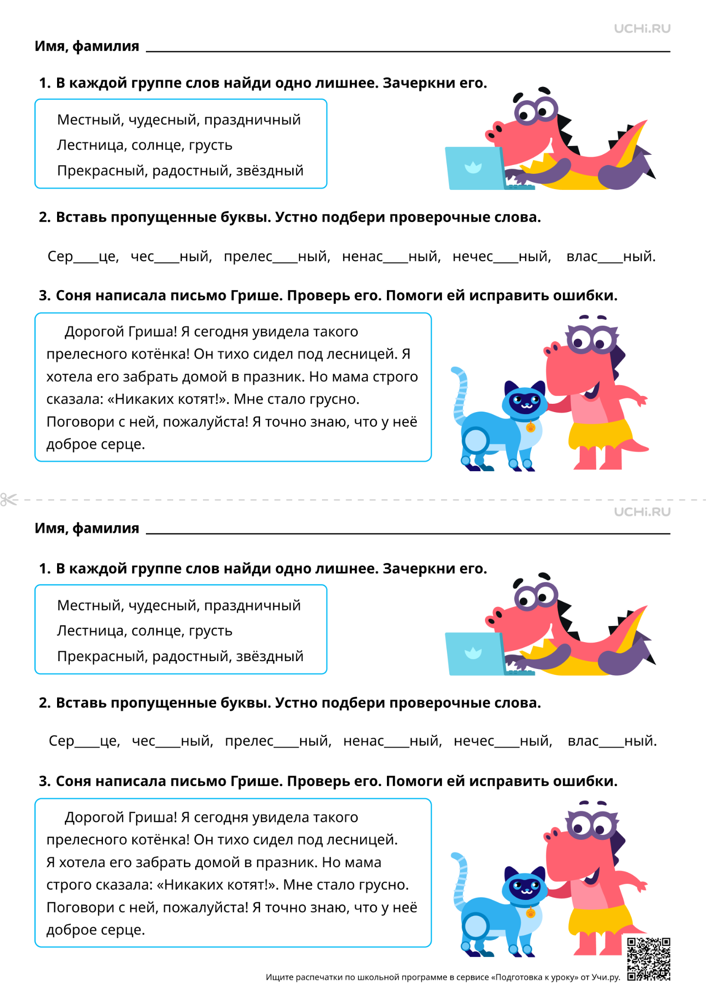 UCHi.RU
Имя, фамилия
1. В каждой группе слов найди одно лишнее. Зачеркни его.
Местный, чудесный, праздничный
Лестница, солнце, грусть
Прекрасный, радостный, звёздный
2. Вставь пропущенные буквы. Устно подбери проверочные слова.
Сер____це, чес____ный, прелес____ный, ненас____ный, нечес____ный, влас____ный.
3. Соня написала письмо Грише. Проверь его. Помоги ей исправить ошибки.
Дорогой Гриша! Я сегодня увидела такого
прелесного котёнка! Он тихо сидел под лесницей. Я
хотела его забрать домой в празник. Но мама строго
сказала: «Никаких котят!». Мне стало грусно.
Поговори с ней, пожалуйста! Я точно знаю, что у неё
доброе серце.
UCHi.RU
Имя, фамилия
1. В каждой группе слов найди одно лишнее. Зачеркни его.
Местный, чудесный, праздничный
Лестница, солнце, грусть
Прекрасный, радостный, звёздный
2. Вставь пропущенные буквы. Устно подбери проверочные слова.
Сер____це, чес____ный, прелес____ный, ненас____ный, нечес____ный, влас____ный.
3. Соня написала письмо Грише. Проверь его. Помоги ей исправить ошибки.
Дорогой Гриша! Я сегодня увидела такого
прелесного котёнка! Он тихо сидел под лесницей.
Я хотела его забрать домой в празник. Но мама
строго сказала: «Никаких котят!». Мне стало грусно.
Поговори с ней, пожалуйста! Я точно знаю, что у неё
доброе серце.
Ищите распечатки по школьной программе в сервисе «Подготовка к уроку» от Учи.ру.